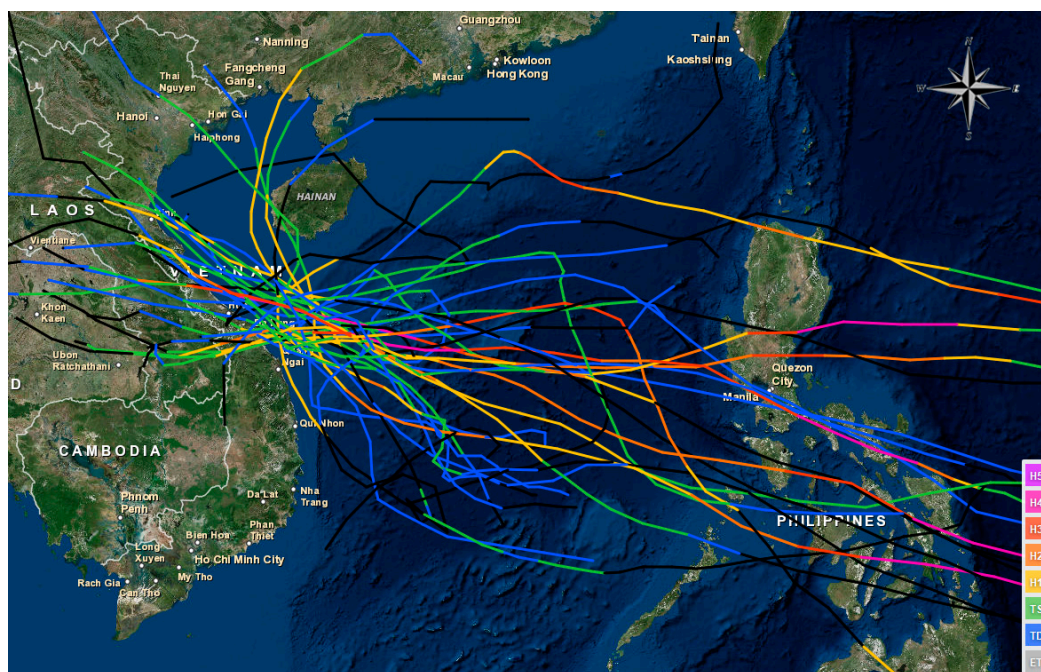 Guangzhou
Nanning
T'ainan
Kaoshsiung
Kowloon
Hong Kong
Macau
Fangcheng
Gang
Thai
Nguyen
Hanoi
Hon Gai
Haiphong
N
W
E
S
HAINAN
LAOS
Vientiane
VIETNAM
Khon
Kaen
Ubon
Ratchathani
Ngai
Quezon
City
Manila
D
Qui Nhon
CAMBODIA
Phnom
Penh
Da Lat
Nha
Trang
Phan
Thiet
Bien Hoa
Long
Xuyen
Ho Chi Minh City
My Tho
Rach Gia
Can Tho
PHILIPPINES
H5
H4
H3
H2
H1
TS
TD
ET